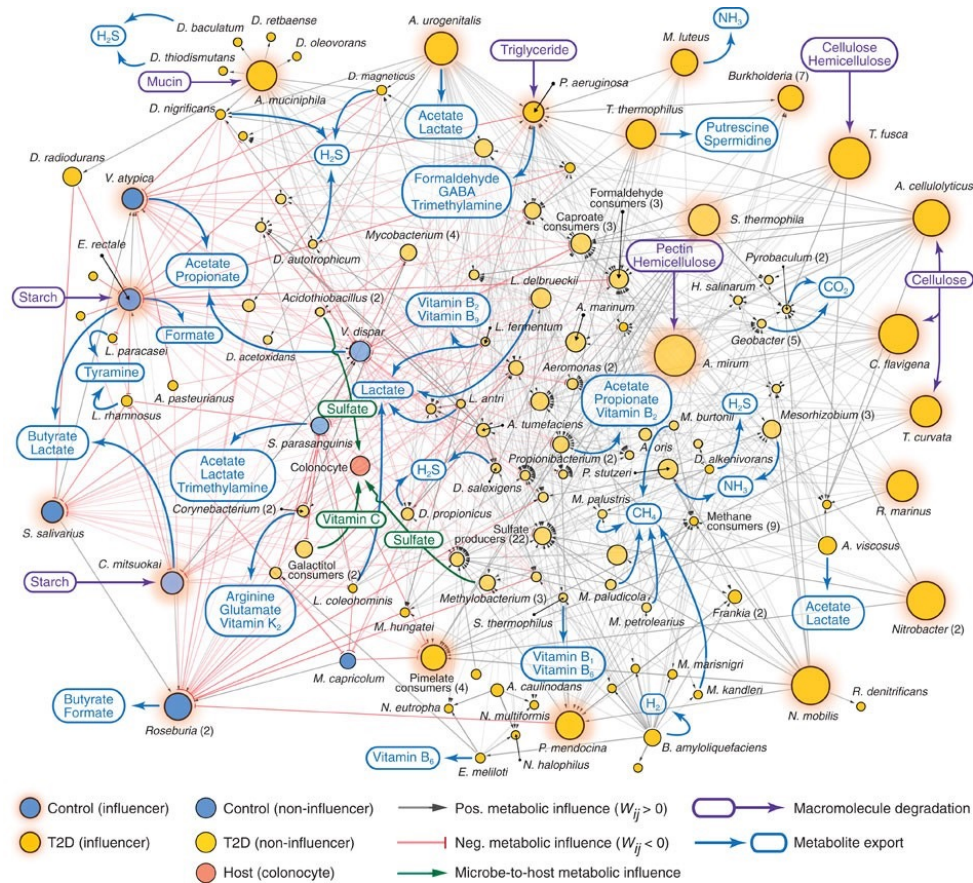 D. baculatum
D. retbaense
D. oleovorans
H2S
D. thiodismutans
Mucin
A. muciniphila
D. nigrificans
D. magneticus
A. urogenitalis
Triglyceride
P. aeruginosa
M. luteus
NH3
Burkholderia (7)
Cellulose
Hemicellulose
T. thermophilus
T. fusca
Acetate
Lactate
Putrescine
Spermidine
D. radiodurans
H2S
V. atypica
Formaldehyde
GABA
Trimethylamine
Formaldehyde
consumers (3)
A. cellulolyticus
E. rectale
Acetate
Propionate
D. autotrophicum
Mycobacterium (4)
Caproate
consumers (3)
S. thermophila
Pectin
Hemicellulose
Pyrobaculum (2)
Starch
Acidothiobacillus (2)
Vitamin B2
Vitamin B9
L. delbrueckii
H. salinarum
CO2
Cellulose
Formate
V. dispar
A. marinum
L. fermentum
Geobacter (5)
L. paracasei
D. acetoxidans
Aeromonas (2)
A. mirum
C. flavigena
Tyramine
Lactate
L. antri
Acetate
Propionate
Vitamin B2
H2S
A. pasteurianus
L. rhamnosus
Sulfate
A. tumefaciens
M. burtonii
Mesorhizobium (3)
T. curvata
Butyrate
Lactate
S. parasanguinis
Propionibacterium (2)
A. oris
D. alkenivorans
Acetate
Lactate
Trimethylamine
Colonocyte
H2S
P. stutzeri
D. salexigens
NH3
Corynebacterium (2)
M. palustris
R. marinus
S. salivarius
Vitamin C
D. propionicus
CH4
Methane
consumers (9)
Sulfate
Sulfate
producers (22)
C. mitsuokai
Galactitol
consumers (2)
A. viscosus
Starch
Arginine
Glutamate
Vitamin K2
L. coleohominis
Methylobacterium (3)
M. paludicola
Frankia (2)
Acetate
Lactate
M. hungatei
S. thermophilus
M. petrolearius
Nitrobacter (2)
Vitamin B1
Vitamin B6
M. marisnigri
M. capricolum
Pimelate
consumers (4)
A. caulinodans
M. kandleri
R. denitrificans
Butyrate
Formate
Roseburia (2)
N. eutropha
N. multiformis
H2
N. mobilis
Vitamin B6
E. meliloti
N. halophilus
P. mendocina
B. amyloliquefaciens
Control (influencer)
Control (non-influencer)
Pos. metabolic influence (Wij > 0)
Macromolecule degradation
T2D (influencer)
T2D (non-influencer)
Neg. metabolic influence (Wij < 0)
Metabolite export
Host (colonocyte)
Microbe-to-host metabolic influence